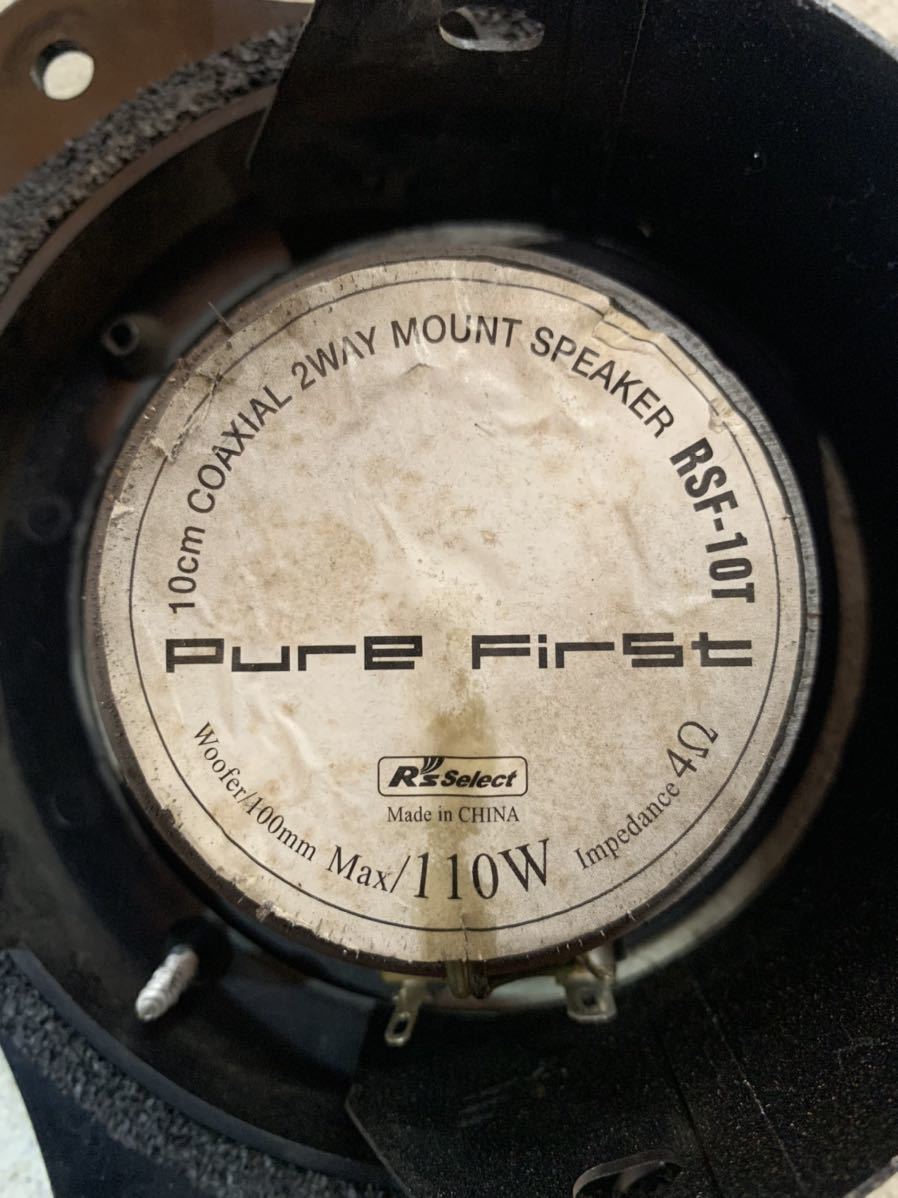 10cm COAXIAL 2WAY MOUNT SPEAKER RSF-10T
Pure First
R's Select
Made in CHINA
Woofer/100mm Max/110W Impedance 4Ω